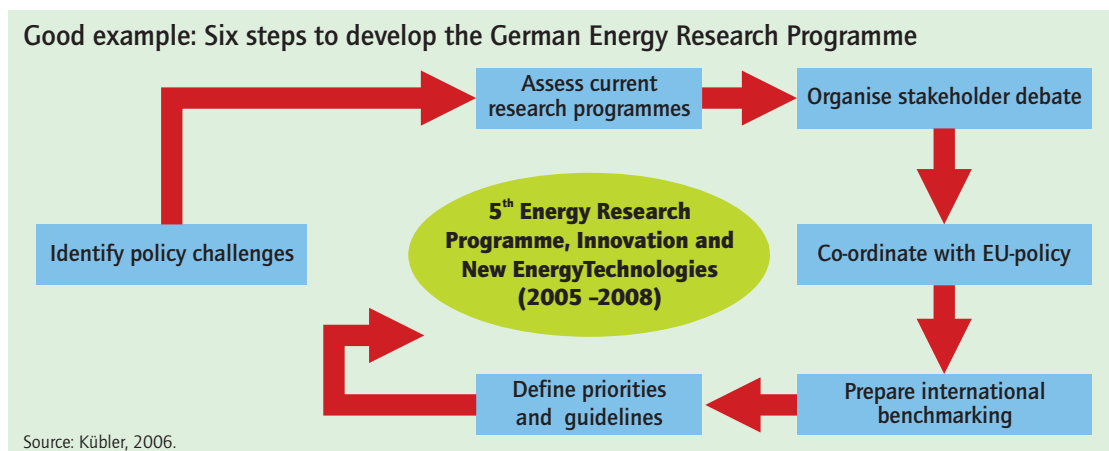 Good example: Six steps to develop the German Energy Research Programme
Assess current
research programmes
Organise stakeholder debate
Identify policy challenges
5th Energy Research
Programme, Innovation and
New EnergyTechnologies
(2005 –2008)
Co-ordinate with EU-policy
Define priorities
and guidelines
Prepare international
benchmarking
Source: Kübler, 2006.